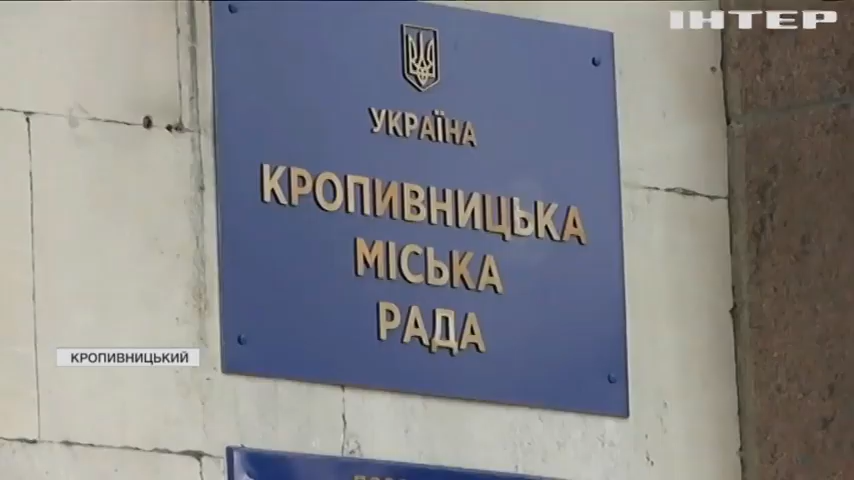 ІНТЕР
УКРАЇНА
КРОПИВНИЦЬКА
МІСЬКА
РАДА
КРОПИВНИЦЬКИЙ